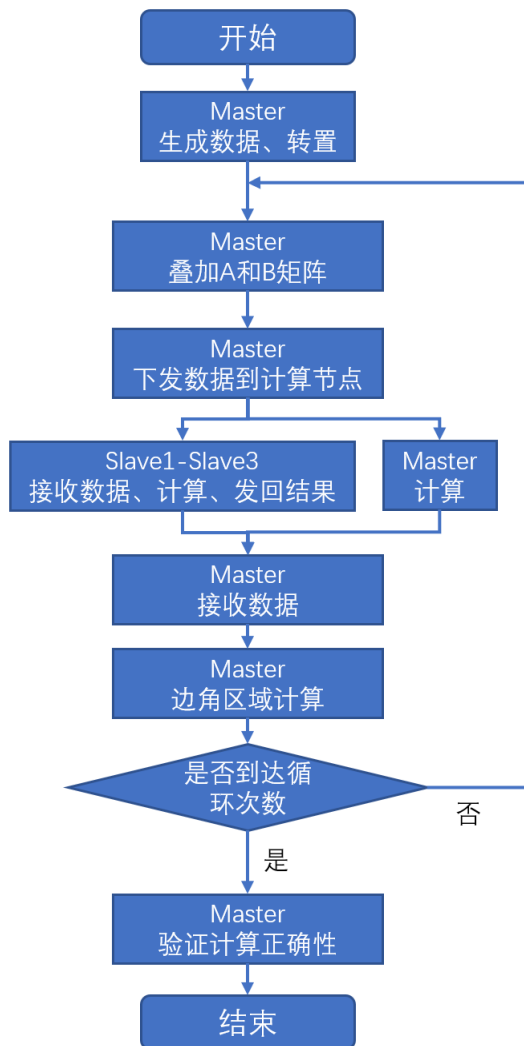 开始
Master
生成数据、转置
Master
叠加A和B矩阵
Master
下发数据到计算节点
Slave1-Slave3
接收数据、计算、发回结果
Master
计算
Master
接收数据
Master
边角区域计算
是否到达循
环次数
否
是
Master
验证计算正确性
结束